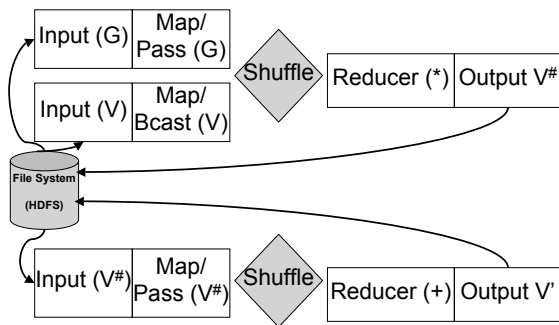 Input (G)
Map/
Pass (G)
Shuffle
Reducer (*)
Output V#
Input (V)
Map/
Bcast (V)
File System
(HDFS)
Input (V#)
Map/
Pass (V#)
Shuffle
Reducer (+)
Output V’